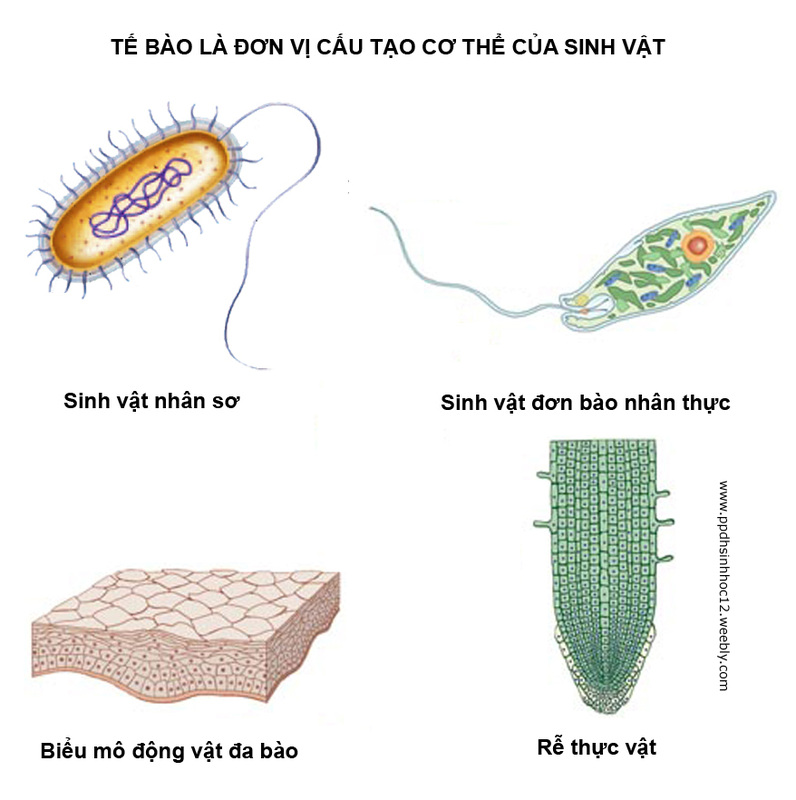 TẾ BÀO LÀ ĐƠN VỊ CẤU TẠO CƠ THỂ CỦA SINH VẬT
Sinh vật nhân sơ
Sinh vật đơn bào nhân thực
www.ppdhsinhhoc12.weebly.com
Biểu mô động vật đa bào
Rễ thực vật